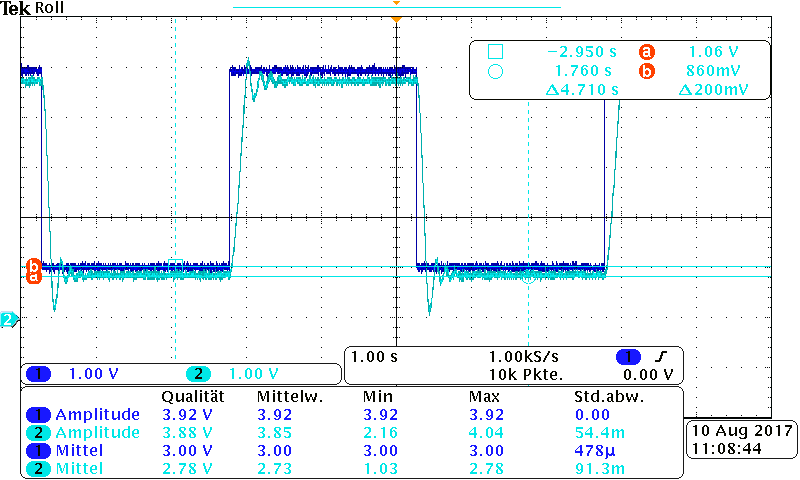 Tek Roll
−2.950 s a 1.06 V
1.760 s b 860mV
Δ4.710 s Δ200mV
b
a
2
1 1.00 V 2 1.00 V
1.00 s 1.00kS/s 1
10k Pkte. 0.00 V
Qualität Mittelw. Min Max Std.abw.
1 Amplitude 3.92 V 3.92 3.92 3.92 0.00
2 Amplitude 3.88 V 3.85 2.16 4.04 54.4m
1 Mittel 3.00 V 3.00 3.00 3.00 478µ
2 Mittel 2.78 V 2.73 1.03 2.78 91.3m
10 Aug 2017
11:08:44